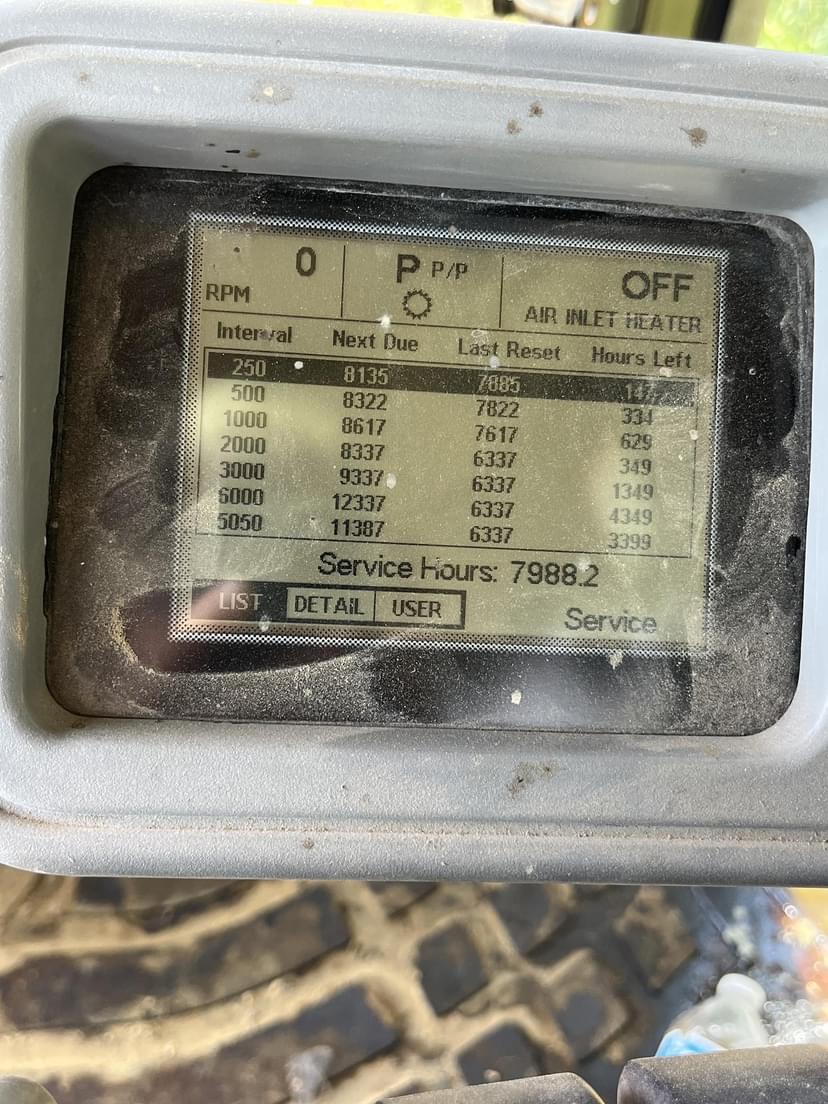 0 P P/P OFF
RPM AIR INLET HEATER
Interval Next Due Last Reset Hours Left
250 8135 7885 147
500 8322 7822 334
1000 8617 7617 629
2000 8337 6337 349
3000 9337 6337 1349
6000 12337 6337 4349
5050 11387 6337 3399
Service Hours: 7988.2
LIST DETAIL USER Service